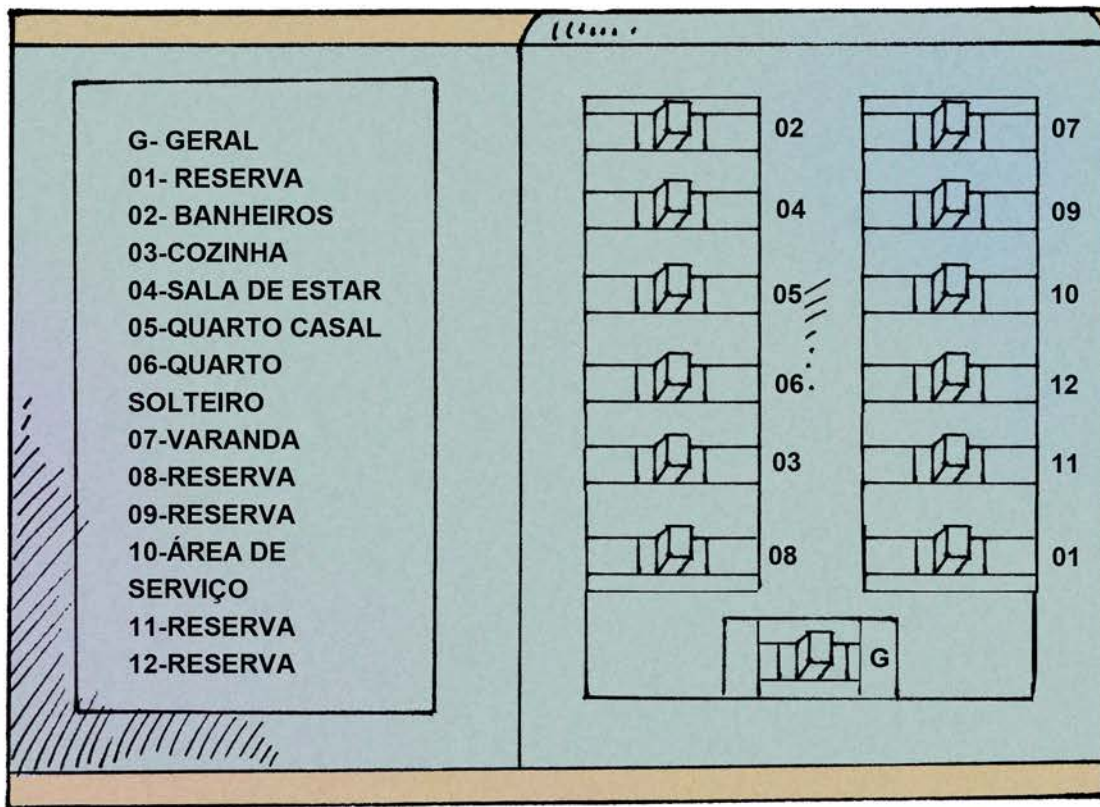 G- GERAL
01- RESERVA
02- BANHEIROS
03-COZINHA
04-SALA DE ESTAR
05-QUARTO CASAL
06-QUARTO
SOLTEIRO
07-VARANDA
08-RESERVA
09-RESERVA
10-ÁREA DE
SERVIÇO
11-RESERVA
12-RESERVA
02
04
05
06
03
08
07
09
10
12
11
01
G